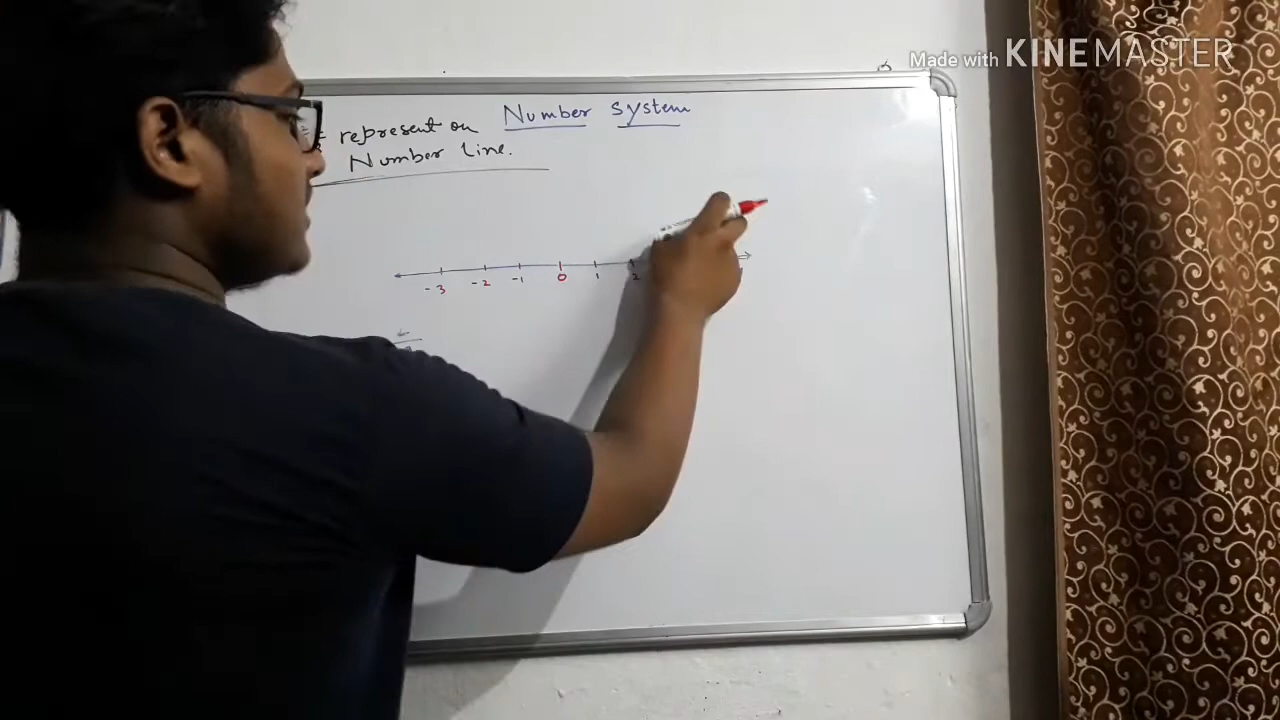 Made with KINEMASTER
Number System
represent on
Number Line.
-3 -2 -1 0 1 2